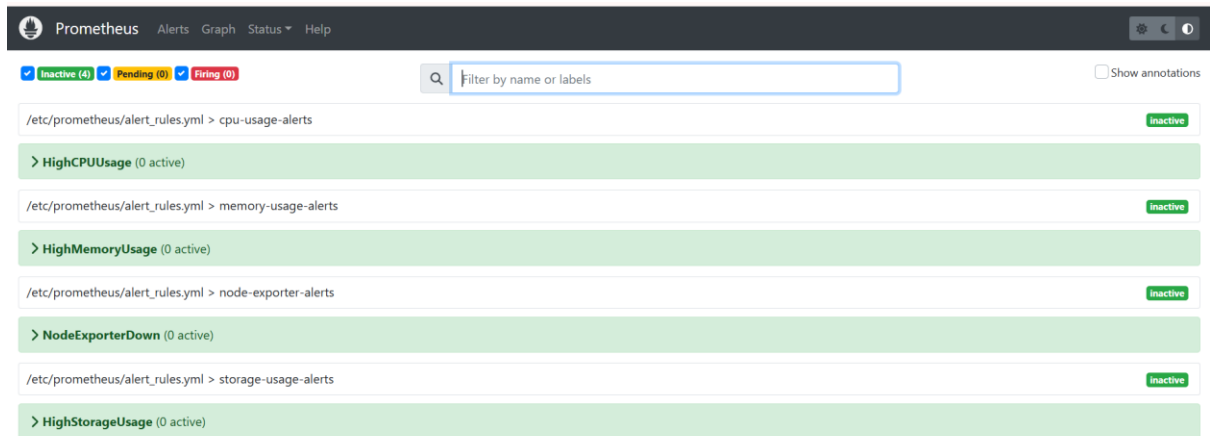 Prometheus Alerts Graph Status Help
Inactive (4) Pending (0) Firing (0) Filter by name or labels Show annotations
/etc/prometheus/alert_rules.yml > cpu-usage-alerts inactive
HighCPUUsage (0 active)
/etc/prometheus/alert_rules.yml > memory-usage-alerts inactive
HighMemoryUsage (0 active)
/etc/prometheus/alert_rules.yml > node-exporter-alerts inactive
NodeExporterDown (0 active)
/etc/prometheus/alert_rules.yml > storage-usage-alerts inactive
HighStorageUsage (0 active)